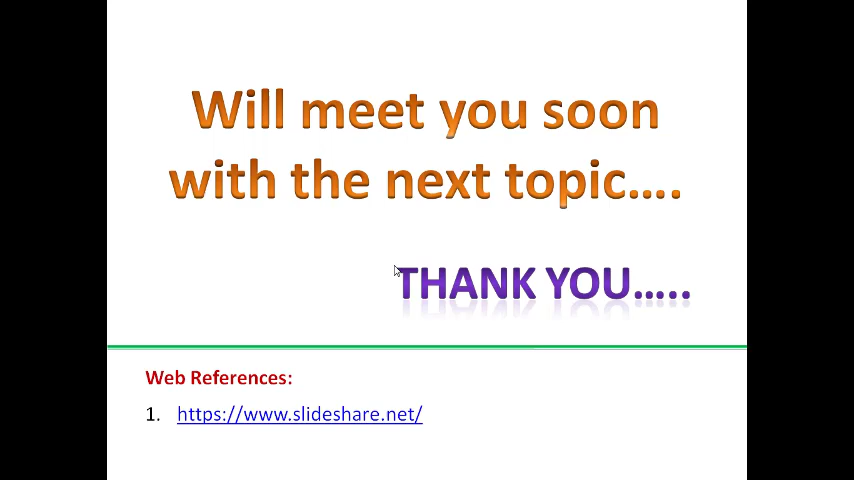 Will meet you soon
with the next topic....
THANK YOU.....
Web References:
1. https://www.slideshare.net/